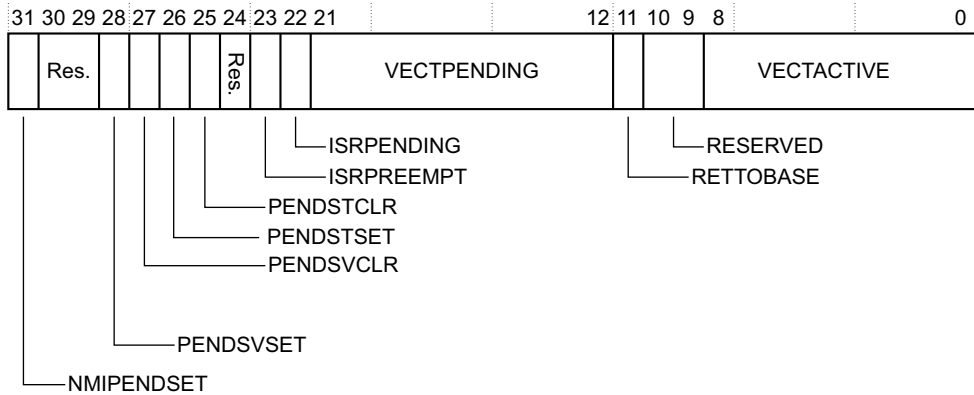 31 30 29 28 27 26 25 24 23 22 21 12 11 10 9 8 0
Res. Res. VECTPENDING VECTACTIVE
ISRPENDING RESERVED
ISRPREEMPT RETTOBASE
PENDSTCLR
PENDSTSET
PENDSVCLR
PENDSVSET
NMIPENDSET